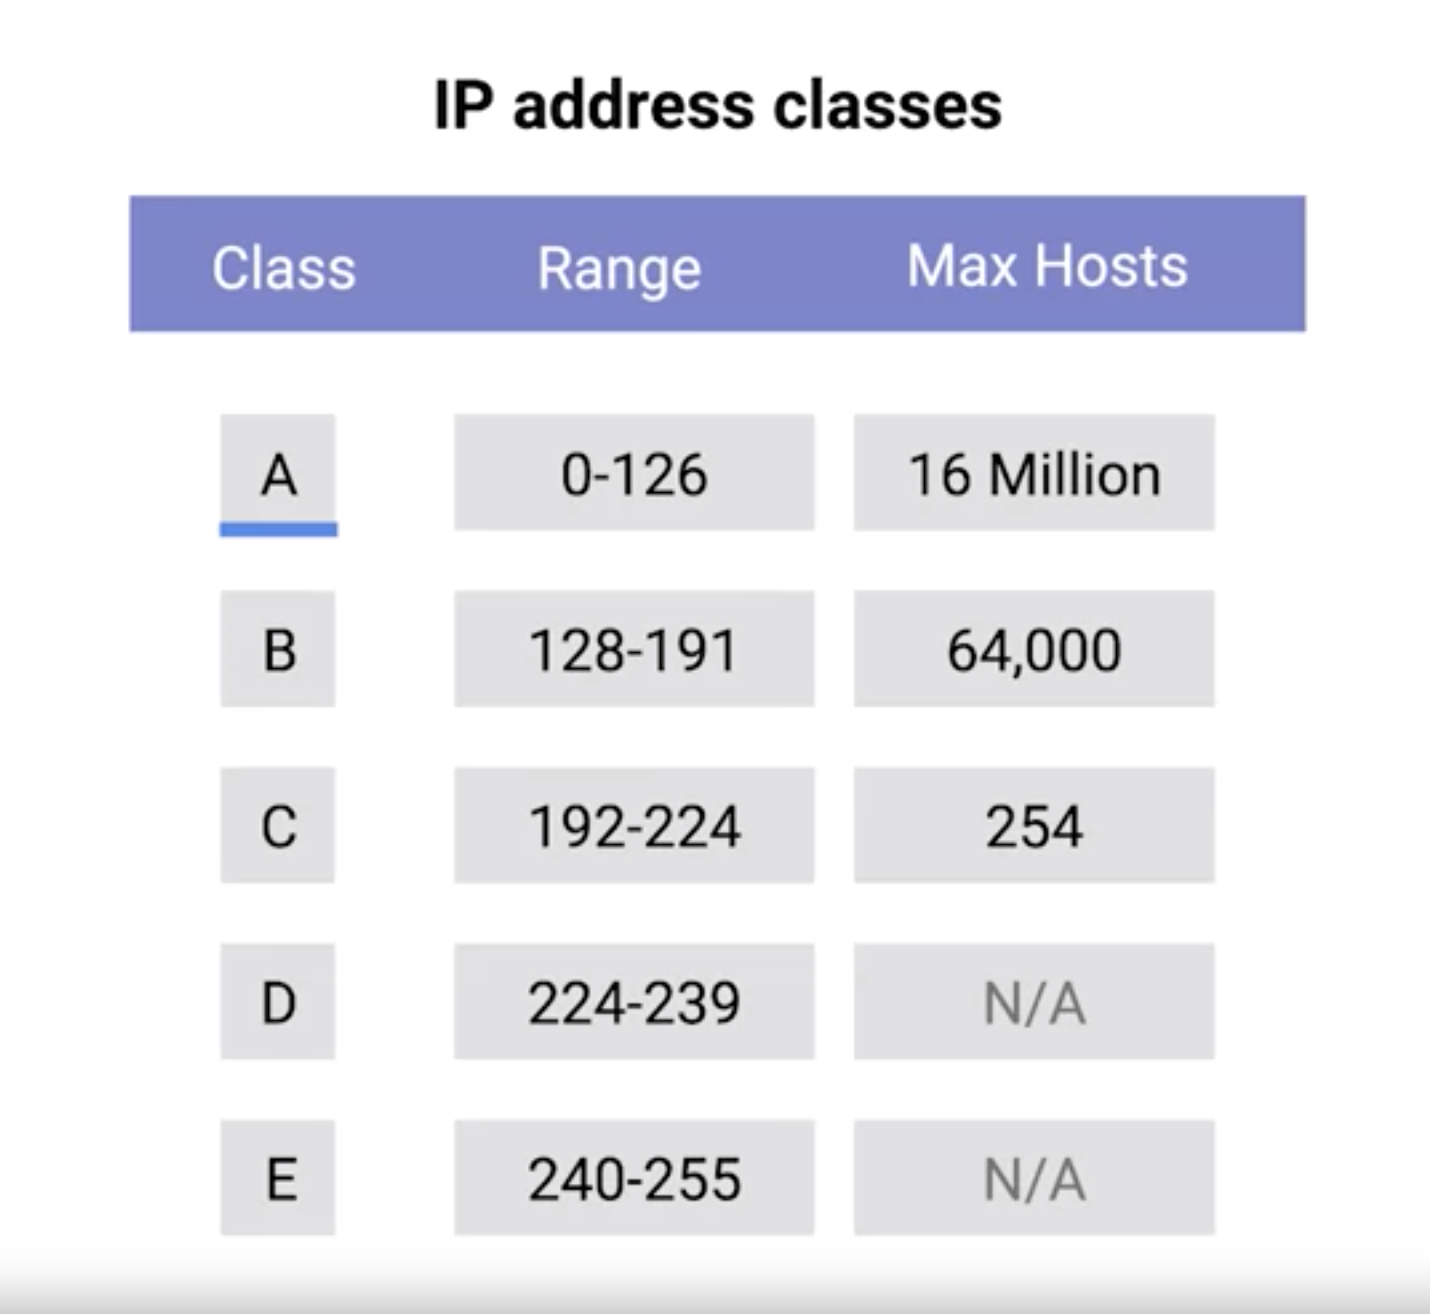 IP address classes
Class Range Max Hosts
A 0-126 16 Million
B 128-191 64,000
C 192-224 254
D 224-239 N/A
E 240-255 N/A